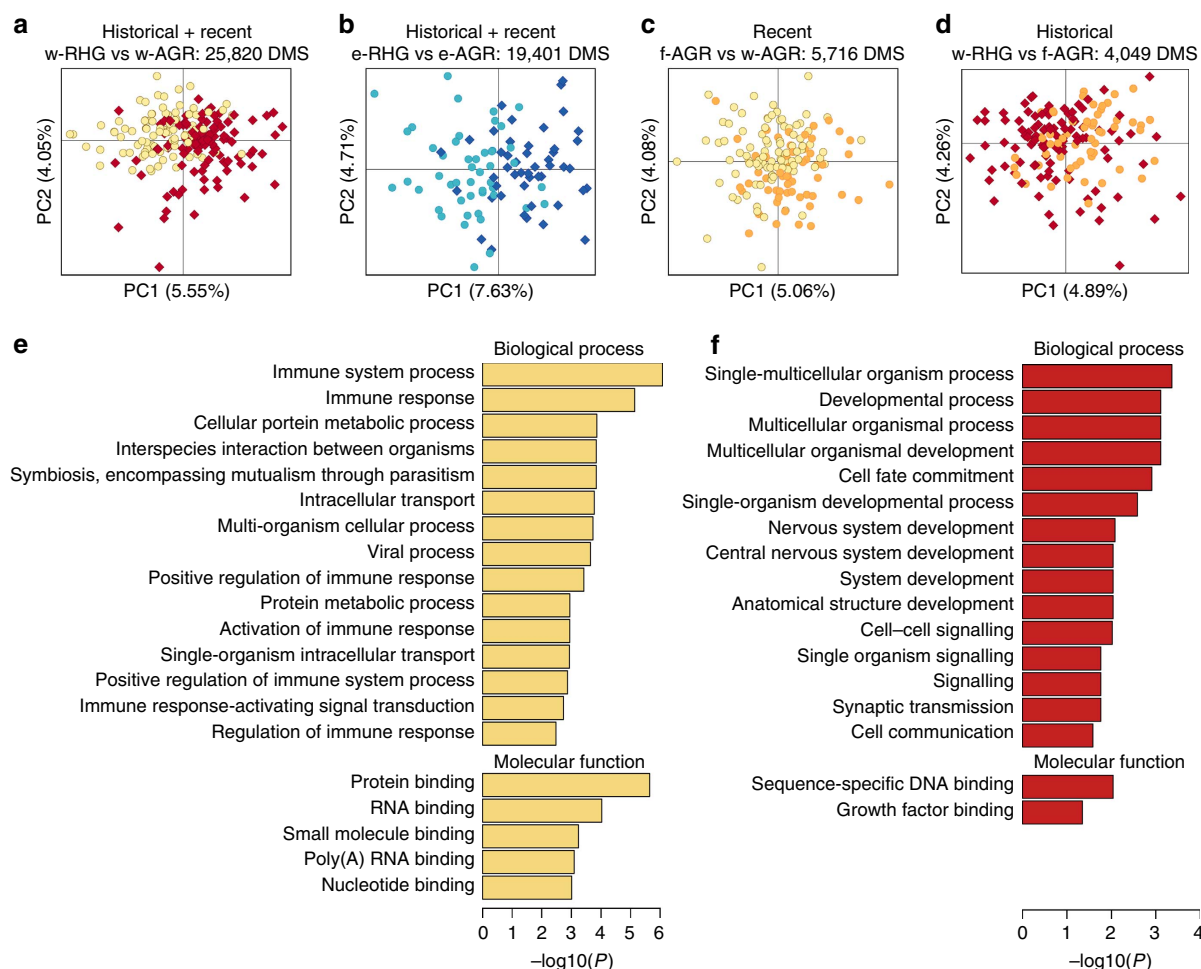 a
Historical + recent
w-RHG vs w-AGR: 25,820 DMS
PC2 (4.05%)
PC1 (5.55%)
b
Historical + recent
e-RHG vs e-AGR: 19,401 DMS
PC2 (4.71%)
PC1 (7.63%)
c
Recent
f-AGR vs w-AGR: 5,716 DMS
PC2 (4.08%)
PC1 (5.06%)
d
Historical
w-RHG vs f-AGR: 4,049 DMS
PC2 (4.26%)
PC1 (4.89%)
e
Biological process
Immune system process
Immune response
Cellular portein metabolic process
Interspecies interaction between organisms
Symbiosis, encompassing mutualism through parasitism
Intracellular transport
Multi-organism cellular process
Viral process
Positive regulation of immune response
Protein metabolic process
Activation of immune response
Single-organism intracellular transport
Positive regulation of immune system process
Immune response-activating signal transduction
Regulation of immune response
Molecular function
Protein binding
RNA binding
Small molecule binding
Poly(A) RNA binding
Nucleotide binding
0 1 2 3 4 5 6
–log10(P)
f
Biological process
Single-multicellular organism process
Developmental process
Multicellular organismal process
Multicellular organismal development
Cell fate commitment
Single-organism developmental process
Nervous system development
Central nervous system development
System development
Anatomical structure development
Cell–cell signalling
Single organism signalling
Signalling
Synaptic transmission
Cell communication
Molecular function
Sequence-specific DNA binding
Growth factor binding
0 1 2 3 4
–log10(P)